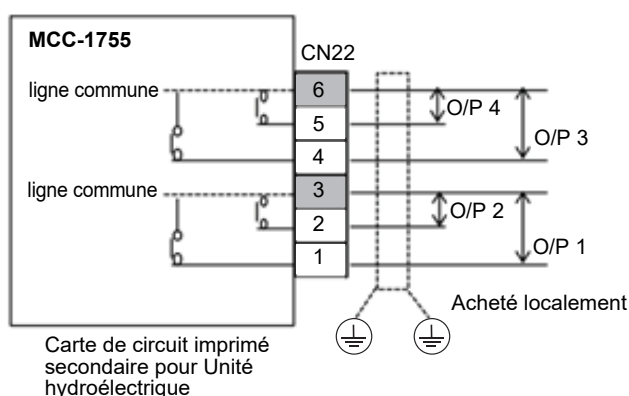 MCC-1755
CN22
ligne commune
6
5
4
O/P 4
O/P 3
ligne commune
3
2
1
O/P 2
O/P 1
Acheté localement
Carte de circuit imprimé
secondaire pour Unité
hydroélectrique